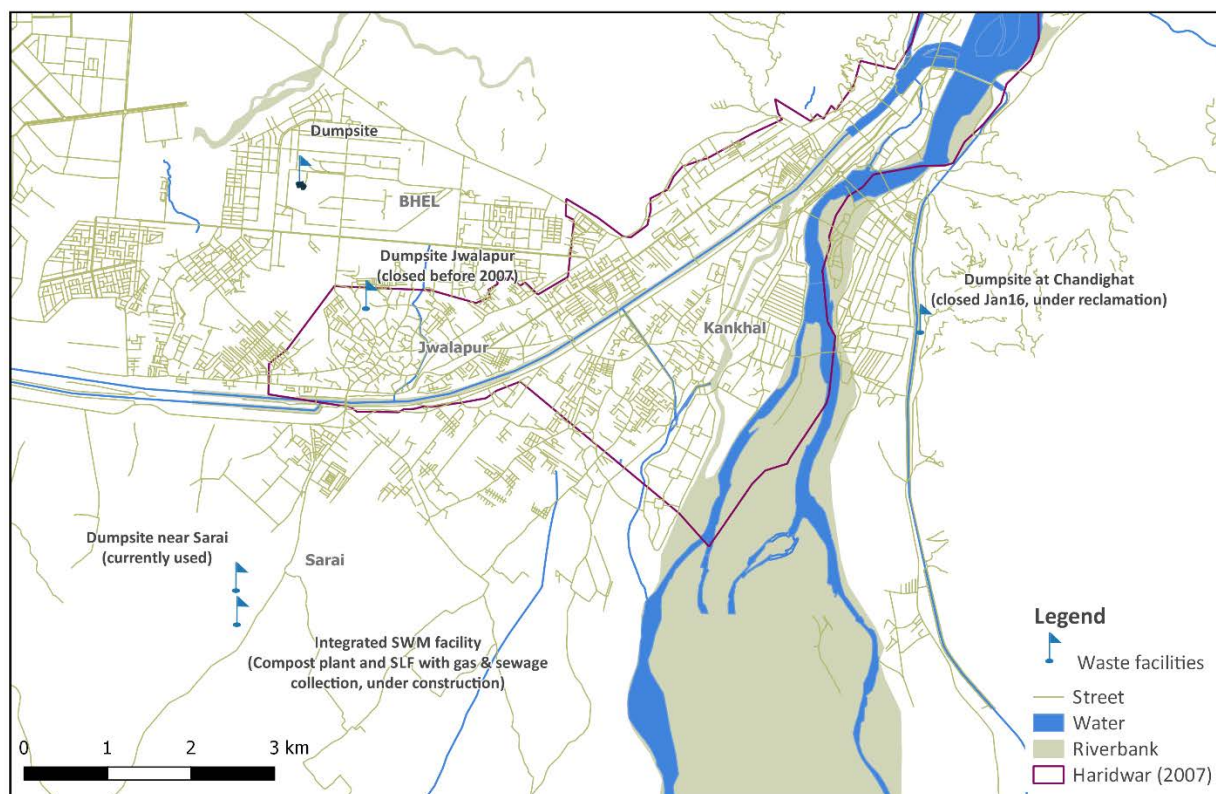 Dumpsite
BHEL
Dumpsite Jwalapur
(closed before 2007)
Dumpsite at Chandighat
(closed Jan16, under reclamation)
Kankhal
Jwalapur
Dumpsite near Sarai
(currently used)
Sarai
Integrated SWM facility
(Compost plant and SLF with gas & sewage
collection, under construction)
Legend
Waste facilities
Street
Water
Riverbank
Haridwar (2007)
0 1 2 3 km